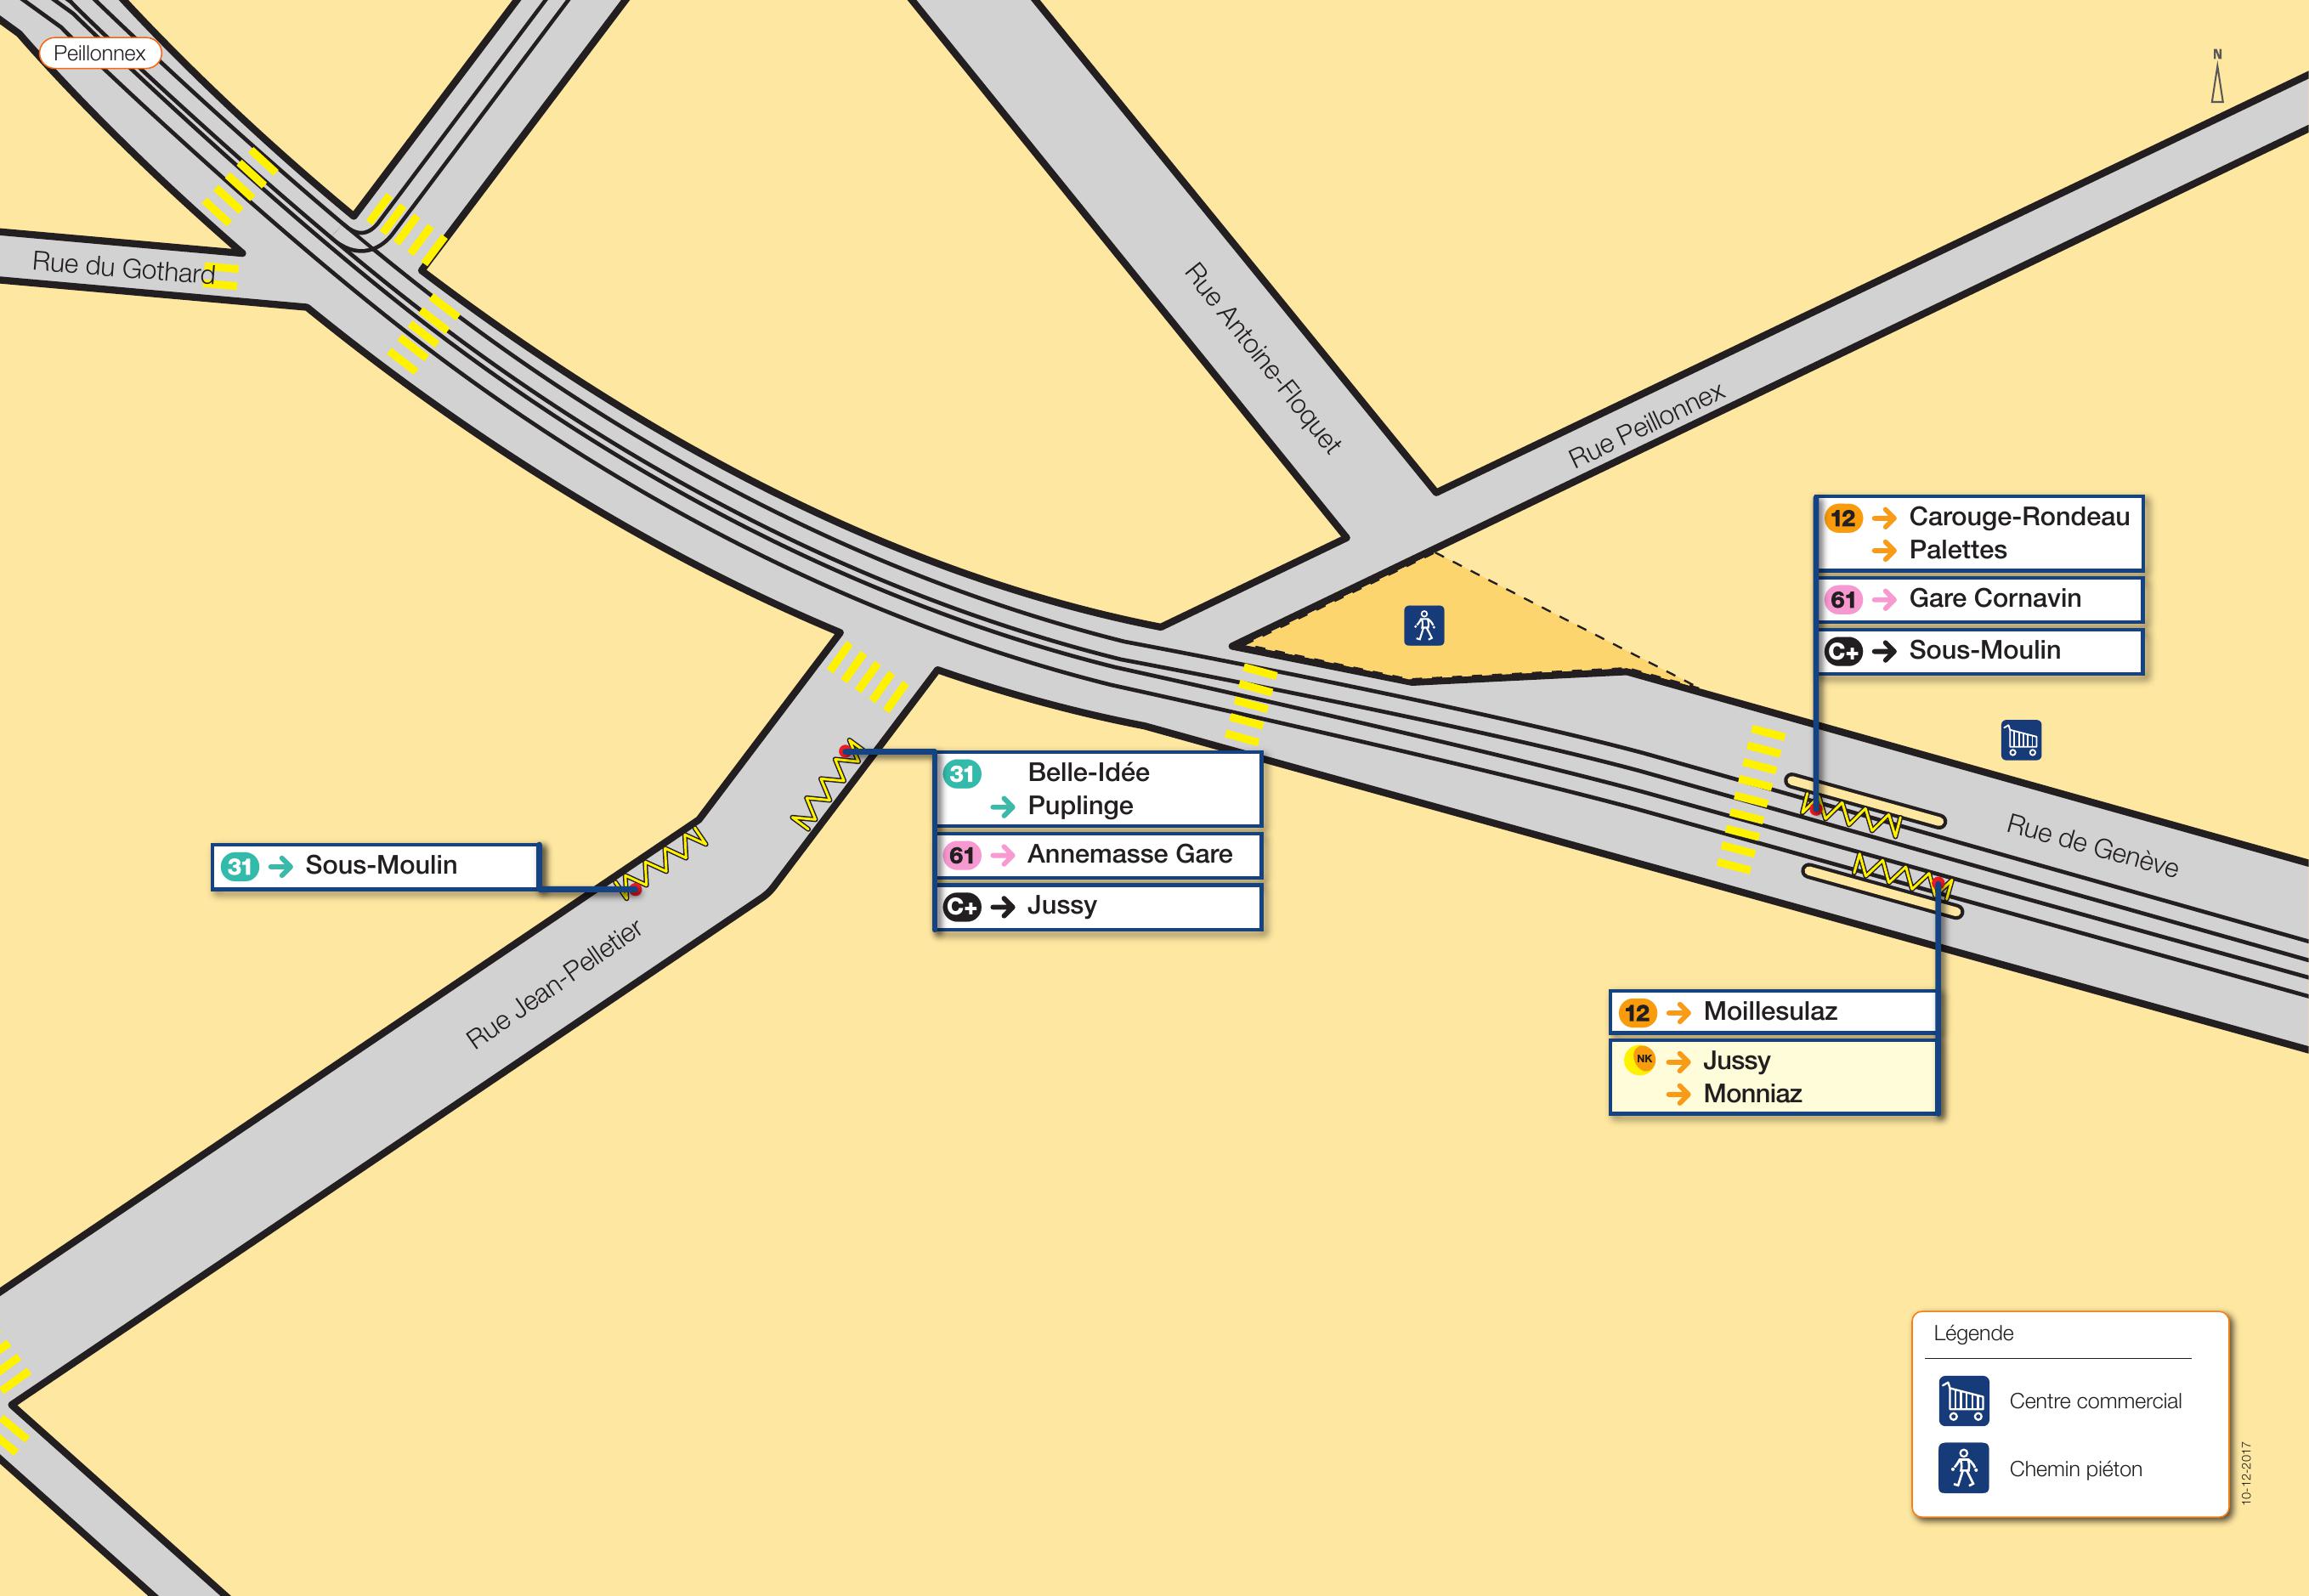 Peillonnex
N
Rue du Gothard
Rue Antoine-Floquet
Rue Peillonnex
12 Carouge-Rondeau
Palettes
61 Gare Cornavin
C+ Sous-Moulin
31 Belle-Idée
Puplinge
61 Annemasse Gare
C+ Jussy
31 Sous-Moulin
Rue de Genève
Rue Jean-Pelletier
12 Moillesulaz
NK Jussy
Monniaz
Légende
Centre commercial
Chemin piéton
10-12-2017